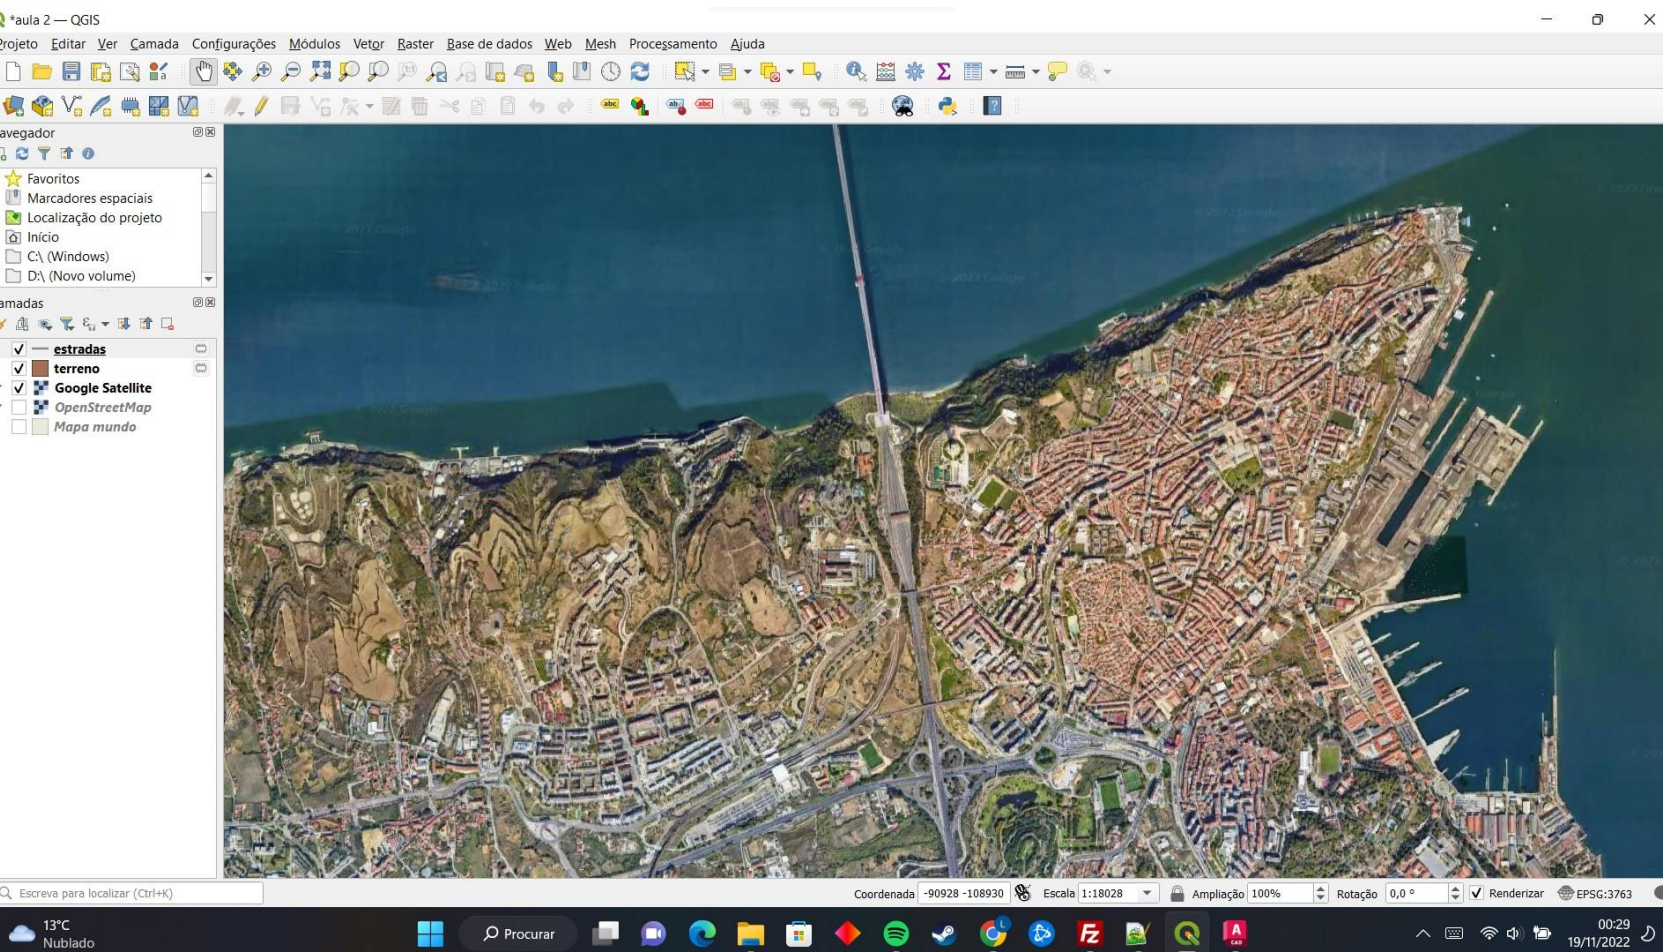 *aula 2 — QGIS
Projeto Editar Ver Camada Configurações Módulos Vetor Raster Base de dados Web Mesh Processamento Ajuda
avegador
Favoritos
Marcadores espaciais
Localização do projeto
Início
C:\ (Windows)
D:\ (Novo volume)
amadas
estradas
terreno
Google Satellite
OpenStreetMap
Mapa mundo
Escreva para localizar (Ctrl+K)
Coordenada -90928 -108930 Escala 1:18028 Ampliação 100% Rotação 0,0 ° Renderizar EPSG:3763
13°C
Nublado
Procurar
00:29
19/11/2022